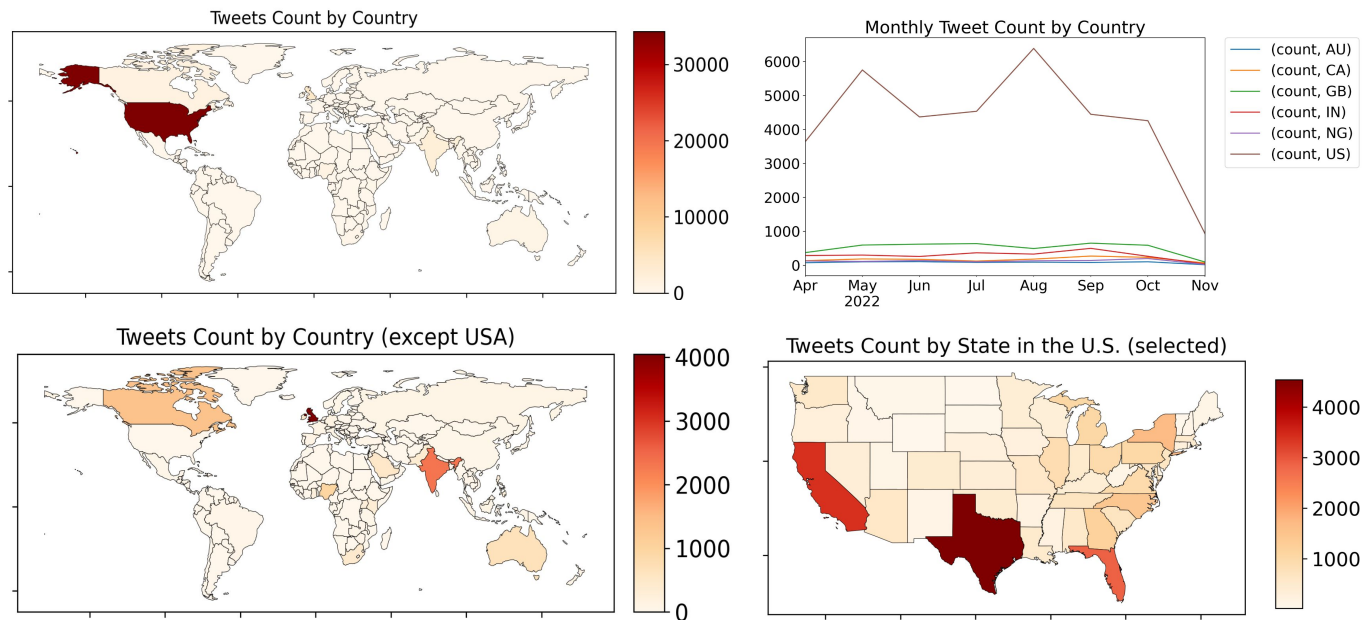 Tweets Count by Country
30000
20000
10000
0
Monthly Tweet Count by Country
6000
5000
4000
3000
2000
1000
0
Apr May Jun Jul Aug Sep Oct Nov
2022
(count, AU)
(count, CA)
(count, GB)
(count, IN)
(count, NG)
(count, US)
Tweets Count by Country (except USA)
4000
3000
2000
1000
0
Tweets Count by State in the U.S. (selected)
4000
3000
2000
1000